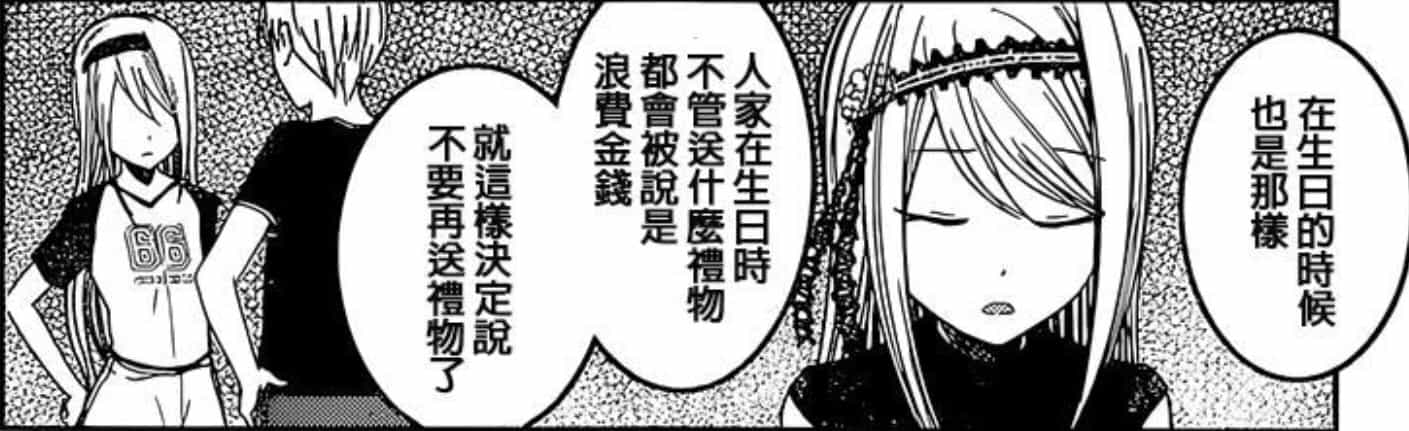 在生日的時候
也是那樣
人家在生日時
不管送什麼禮物
都會被說是
浪費金錢
就這樣決定說
不要再送禮物了
66